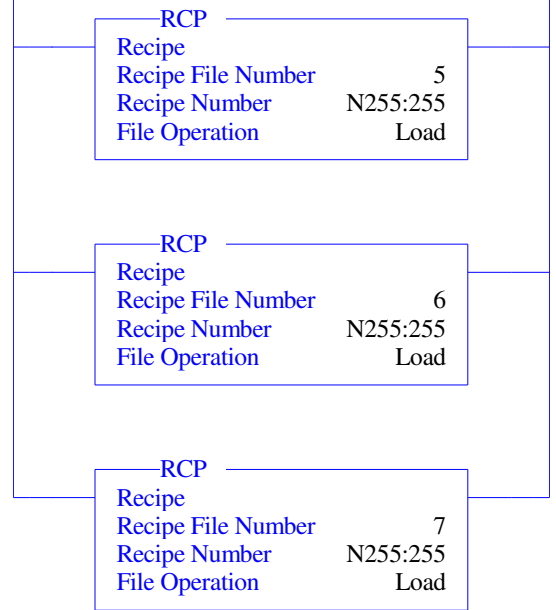 RCP
Recipe
Recipe File Number 5
Recipe Number N255:255
File Operation Load
RCP
Recipe
Recipe File Number 6
Recipe Number N255:255
File Operation Load
RCP
Recipe
Recipe File Number 7
Recipe Number N255:255
File Operation Load